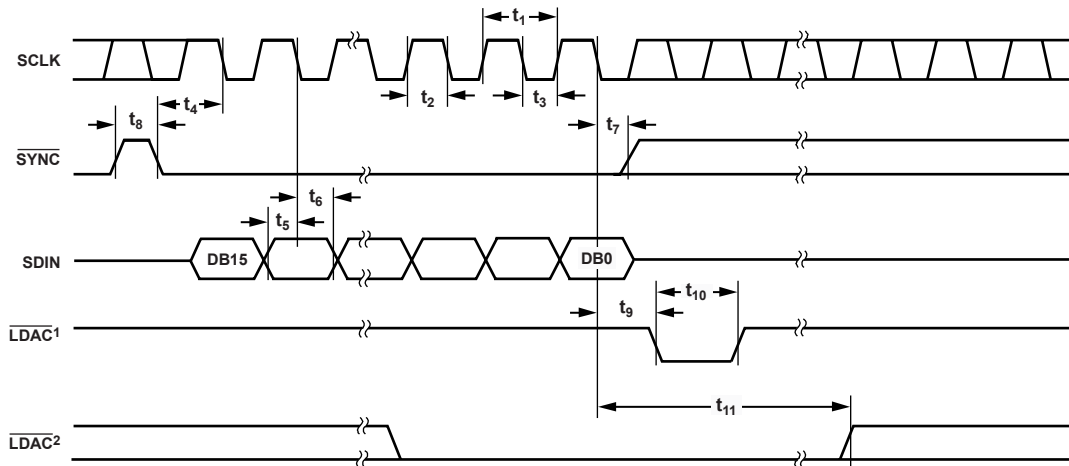 t₁
SCLK
t₂
t₃
t₄
t₈
t₇
SYNC
t₆
t₅
SDIN
DB15
DB0
t₁₀
t₉
LDAC¹
t₁₁
LDAC²